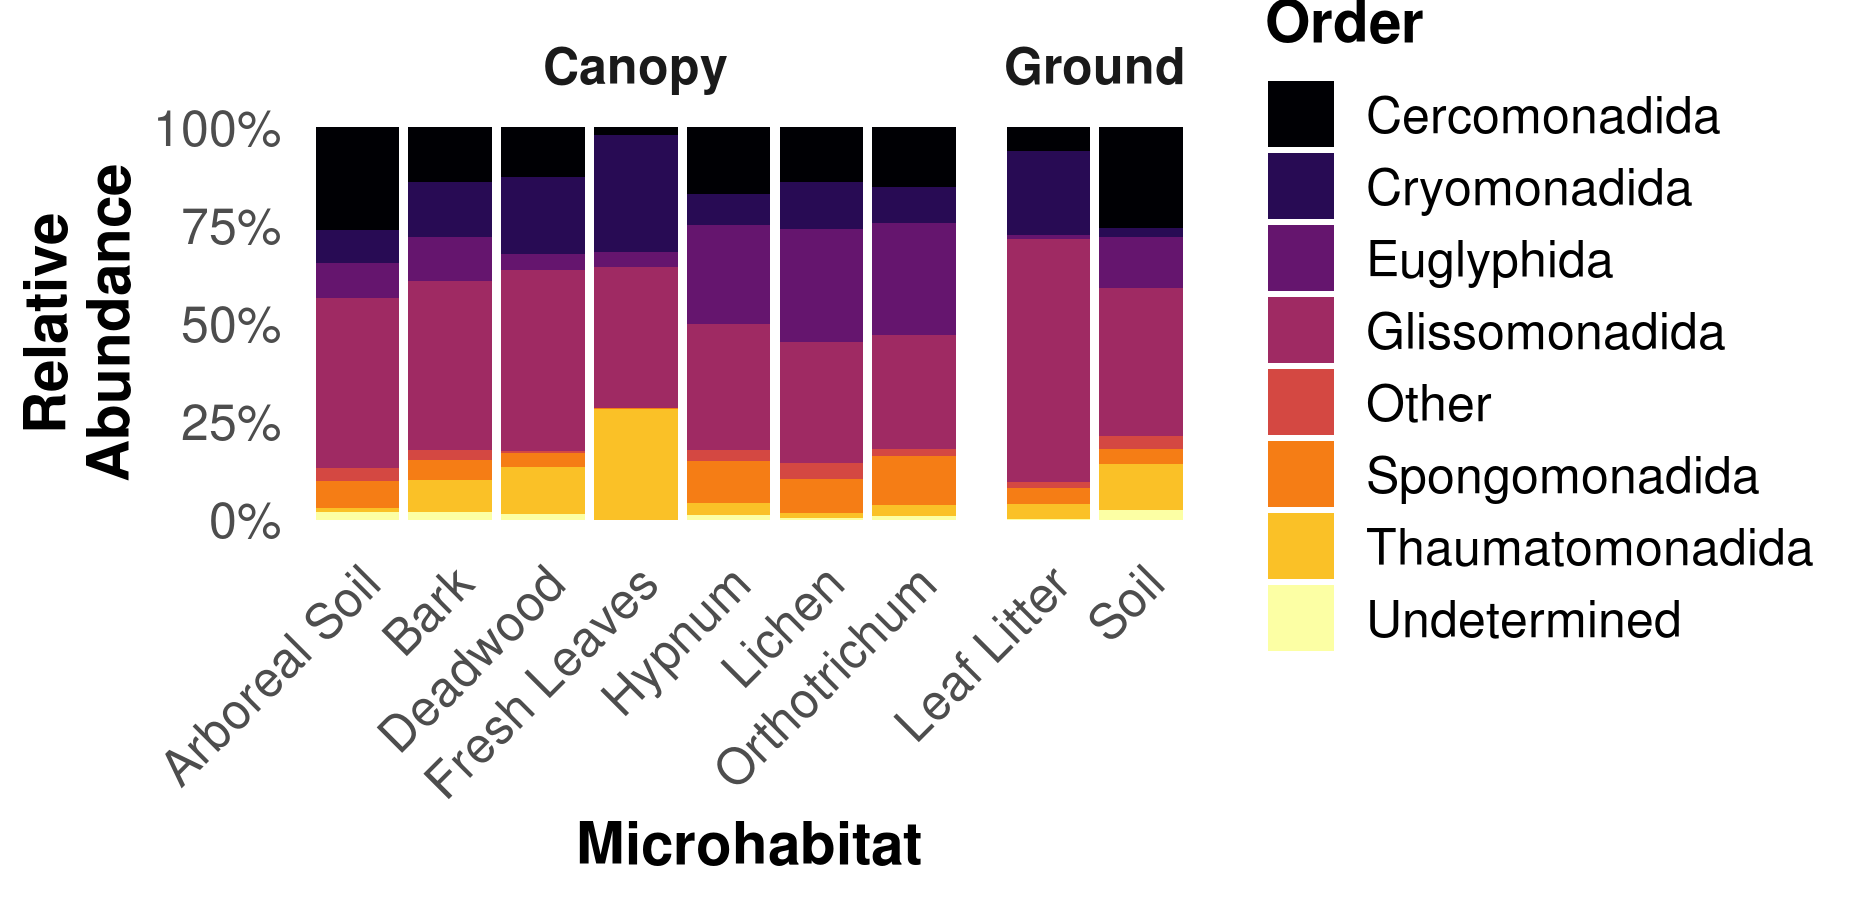 Canopy
Ground
Relative
Abundance
100%
75%
50%
25%
0%
Arboreal Soil
Bark
Deadwood
Fresh Leaves
Hypnum
Lichen
Orthotrichum
Leaf Litter
Soil
Microhabitat
Order
Cercomonadida
Cryomonadida
Euglyphida
Glissomonadida
Other
Spongomonadida
Thaumatomonadida
Undetermined